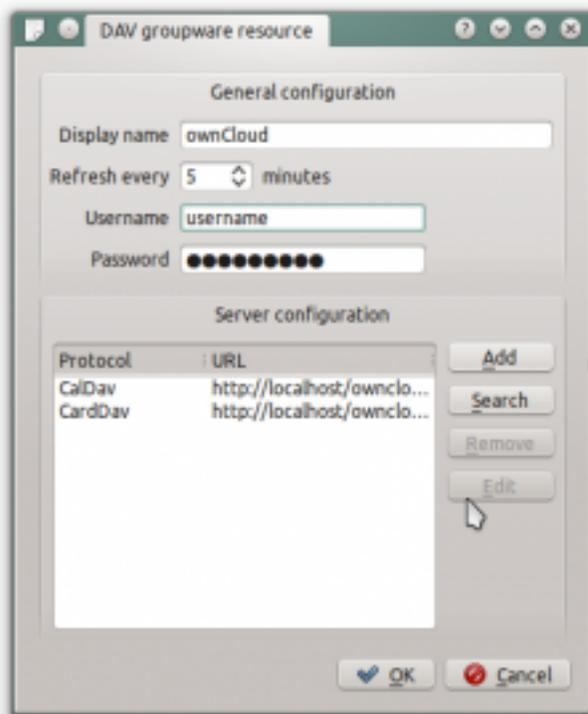 DAV groupware resource
General configuration
Display name ownCloud
Refresh every 5 minutes
Username username
Password ●●●●●●●●●
Server configuration
Protocol URL
CalDav http://localhost/ownclo...
CardDav http://localhost/ownclo...
Add
Search
Remove
Edit
OK Cancel